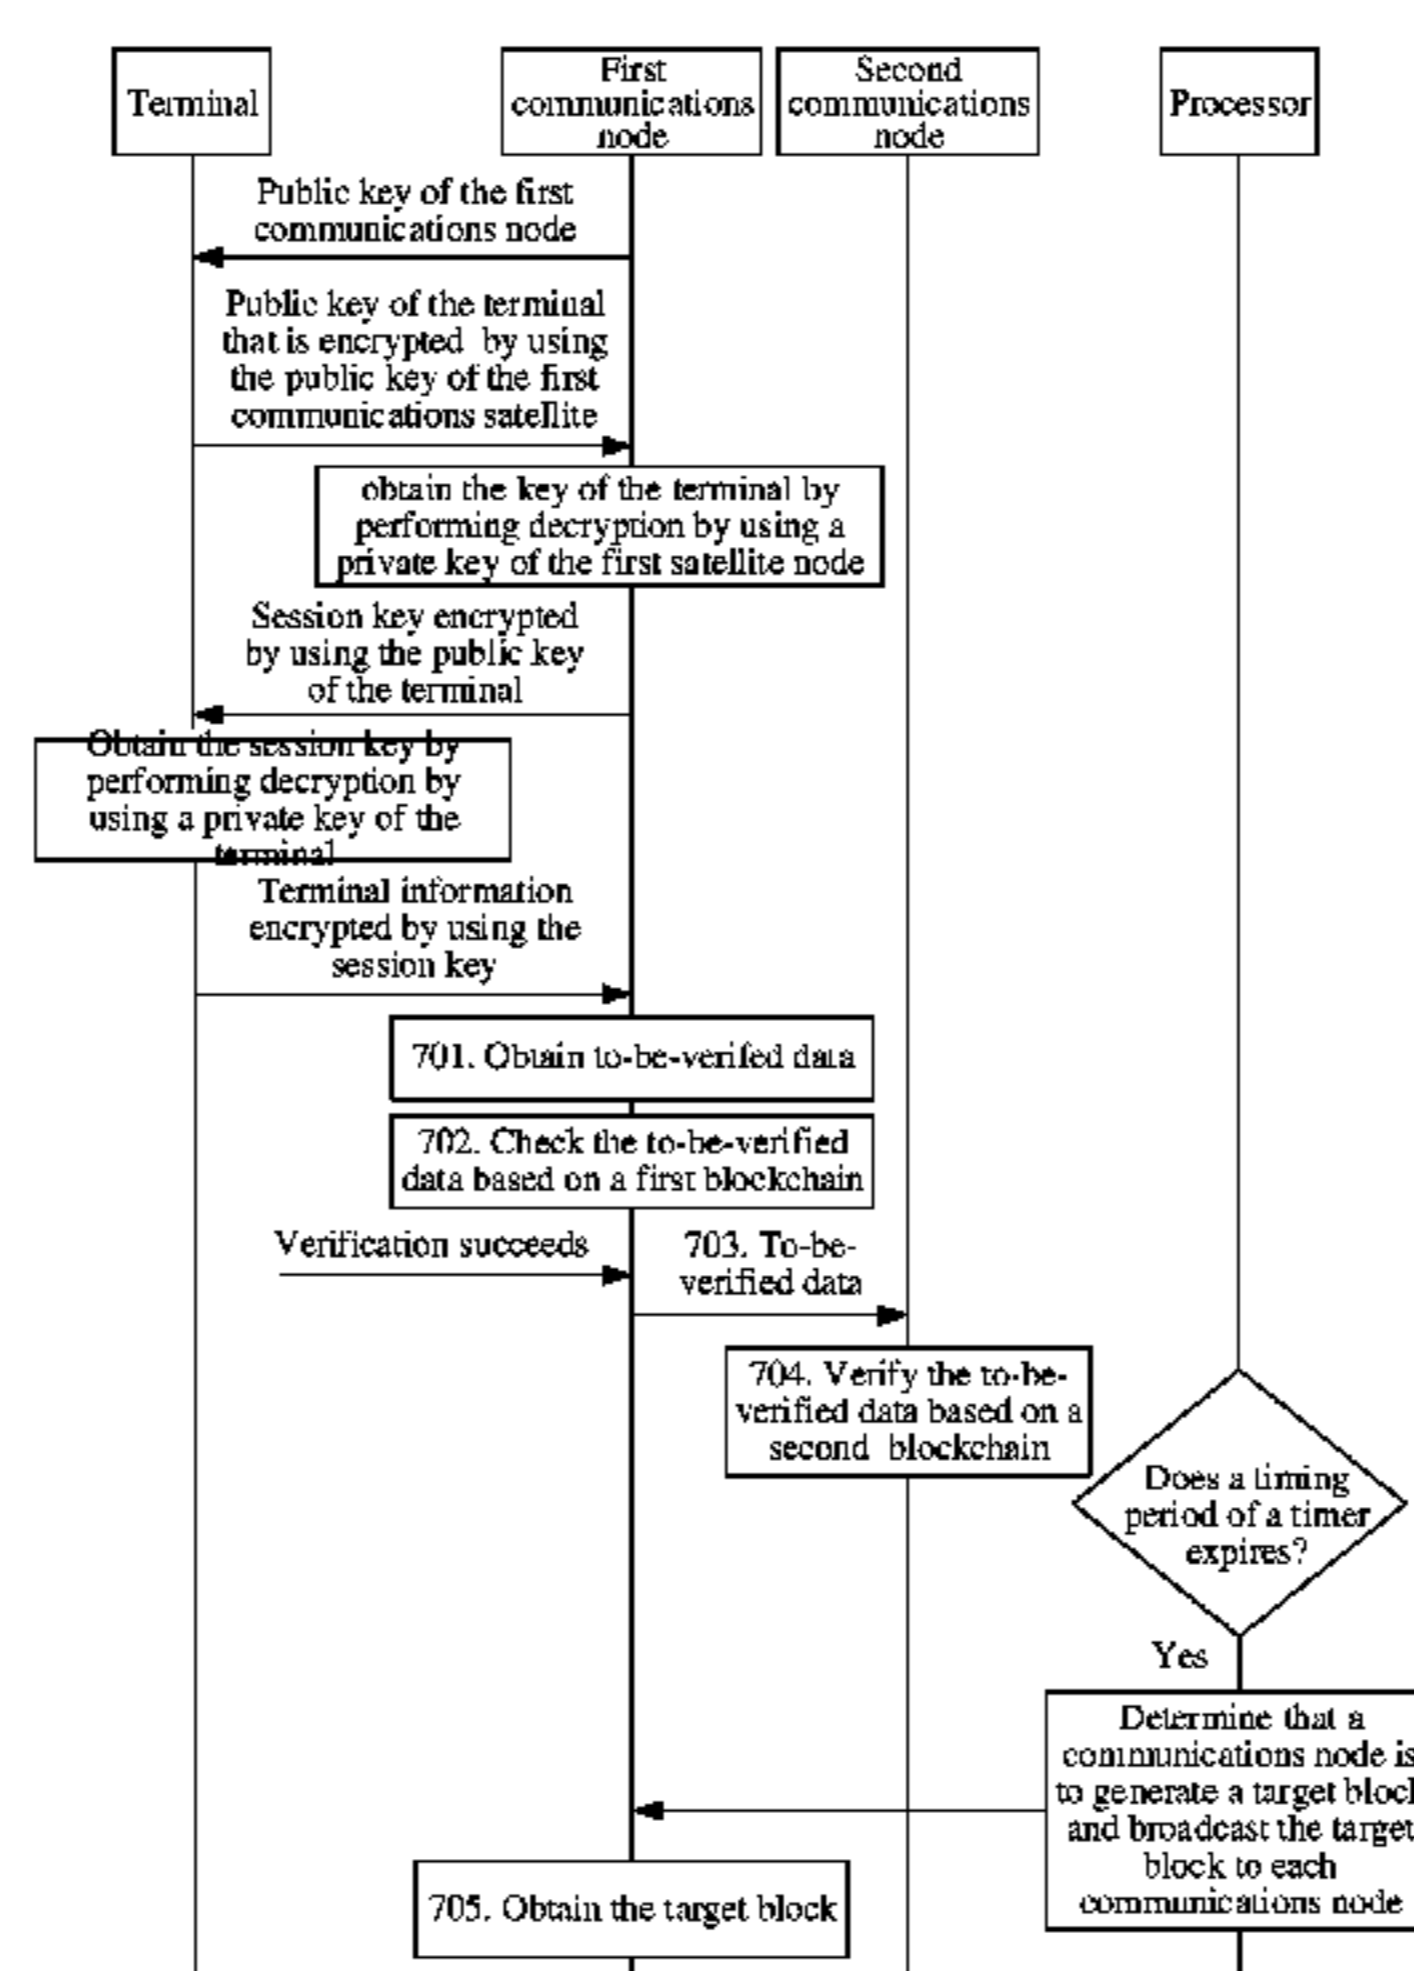 Terminal
First
communications
node
Second
communications
node
Processor
Public key of the first
communications node
Public key of the terminal
that is encrypted by using
the public key of the first
communications satellite
obtain the key of the terminal by
performing decryption by using a
private key of the first satellite node
Session key encrypted
by using the public key
of the terminal
Obtain the session key by
performing decryption by
using a private key of the
terminal
Terminal information
encrypted by using the
session key
701. Obtain to-be-verifed data
702. Check the to-be-verified
data based on a first blockchain
Verification succeeds
703. To-be-
verified data
704. Verify the to-be-
verified data based on a
second blockchain
Does a timing
period of a timer
expires?
Yes
Determine that a
communications node is
to generate a target block
and broadcast the target
block to each
communications node
705. Obtain the target block